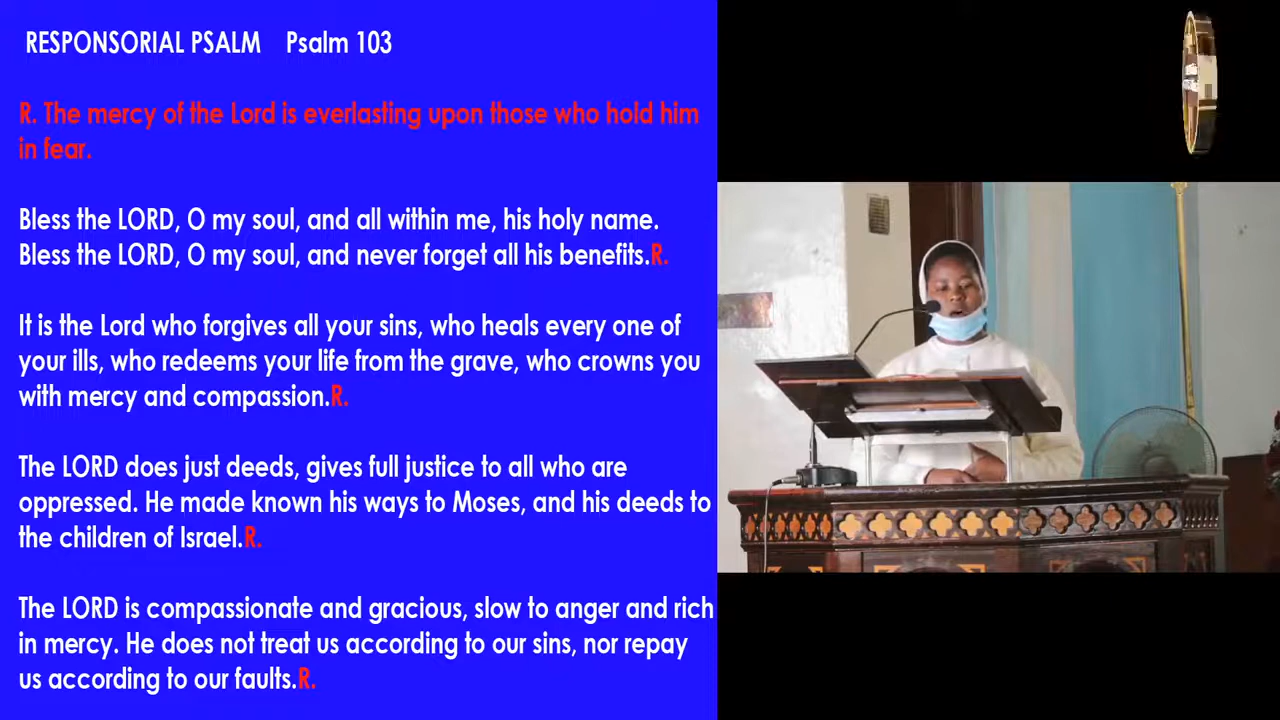 RESPONSORIAL PSALM Psalm 103
R. The mercy of the Lord is everlasting upon those who hold him
in fear.
Bless the LORD, O my soul, and all within me, his holy name.
Bless the LORD, O my soul, and never forget all his benefits.R.
It is the Lord who forgives all your sins, who heals every one of
your ills, who redeems your life from the grave, who crowns you
with mercy and compassion.R.
The LORD does just deeds, gives full justice to all who are
oppressed. He made known his ways to Moses, and his deeds to
the children of Israel.R.
The LORD is compassionate and gracious, slow to anger and rich
in mercy. He does not treat us according to our sins, nor repay
us according to our faults.R.